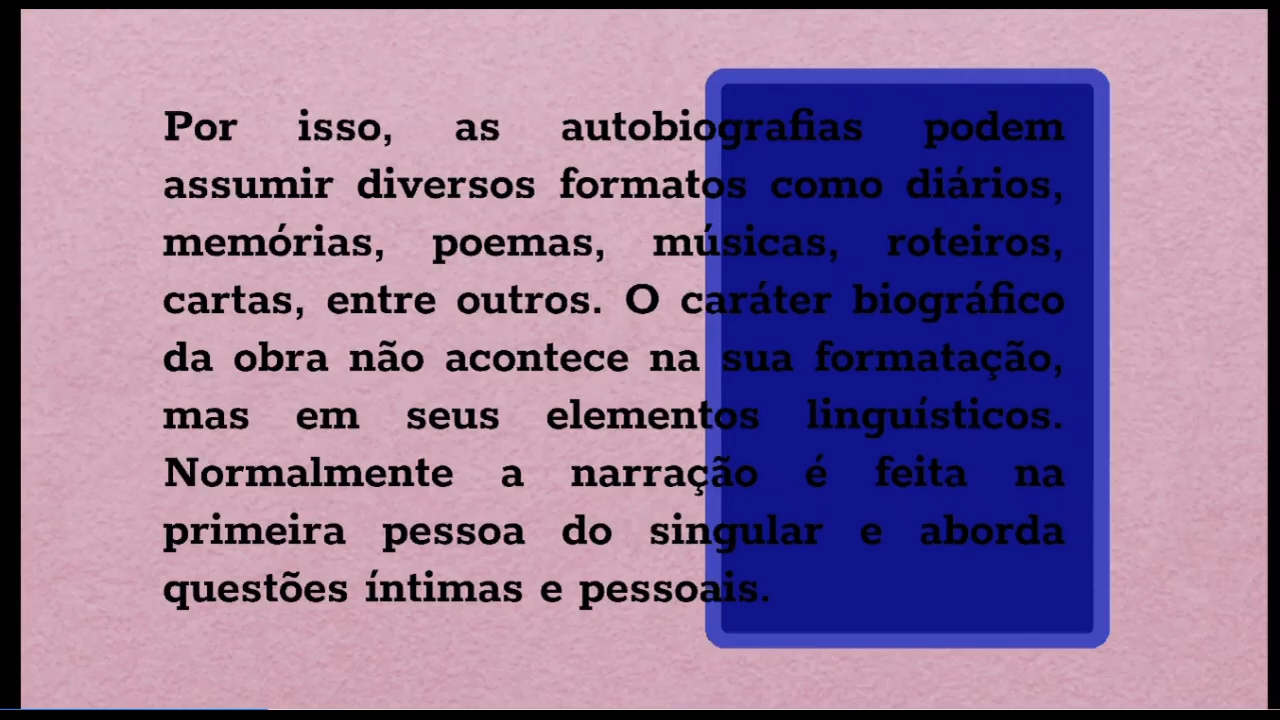 Por isso, as autobiografias podem
assumir diversos formatos como diários,
memórias, poemas, músicas, roteiros,
cartas, entre outros. O caráter biográfico
da obra não acontece na sua formatação,
mas em seus elementos linguísticos.
Normalmente a narração é feita na
primeira pessoa do singular e aborda
questões íntimas e pessoais.